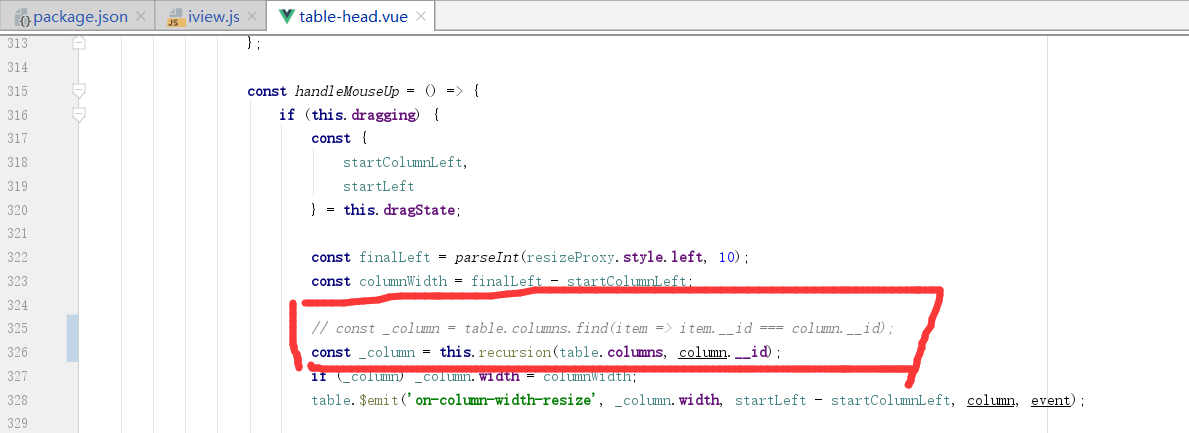 package.json
iview.js
table-head.vue
313 };
314
315 const handleMouseUp = () => {
316 if (this.dragging) {
317 const {
318 startColumnLeft,
319 startLeft
320 } = this.dragState;
321
322 const finalLeft = parseInt(resizeProxy.style.left, 10);
323 const columnWidth = finalLeft - startColumnLeft;
324
325 // const _column = table.columns.find(item => item.__id === column.__id);
326 const _column = this.recursion(table.columns, column.__id);
327 if (_column) _column.width = columnWidth;
328 table.$emit('on-column-width-resize', _column.width, startLeft - startColumnLeft, column, event);
329